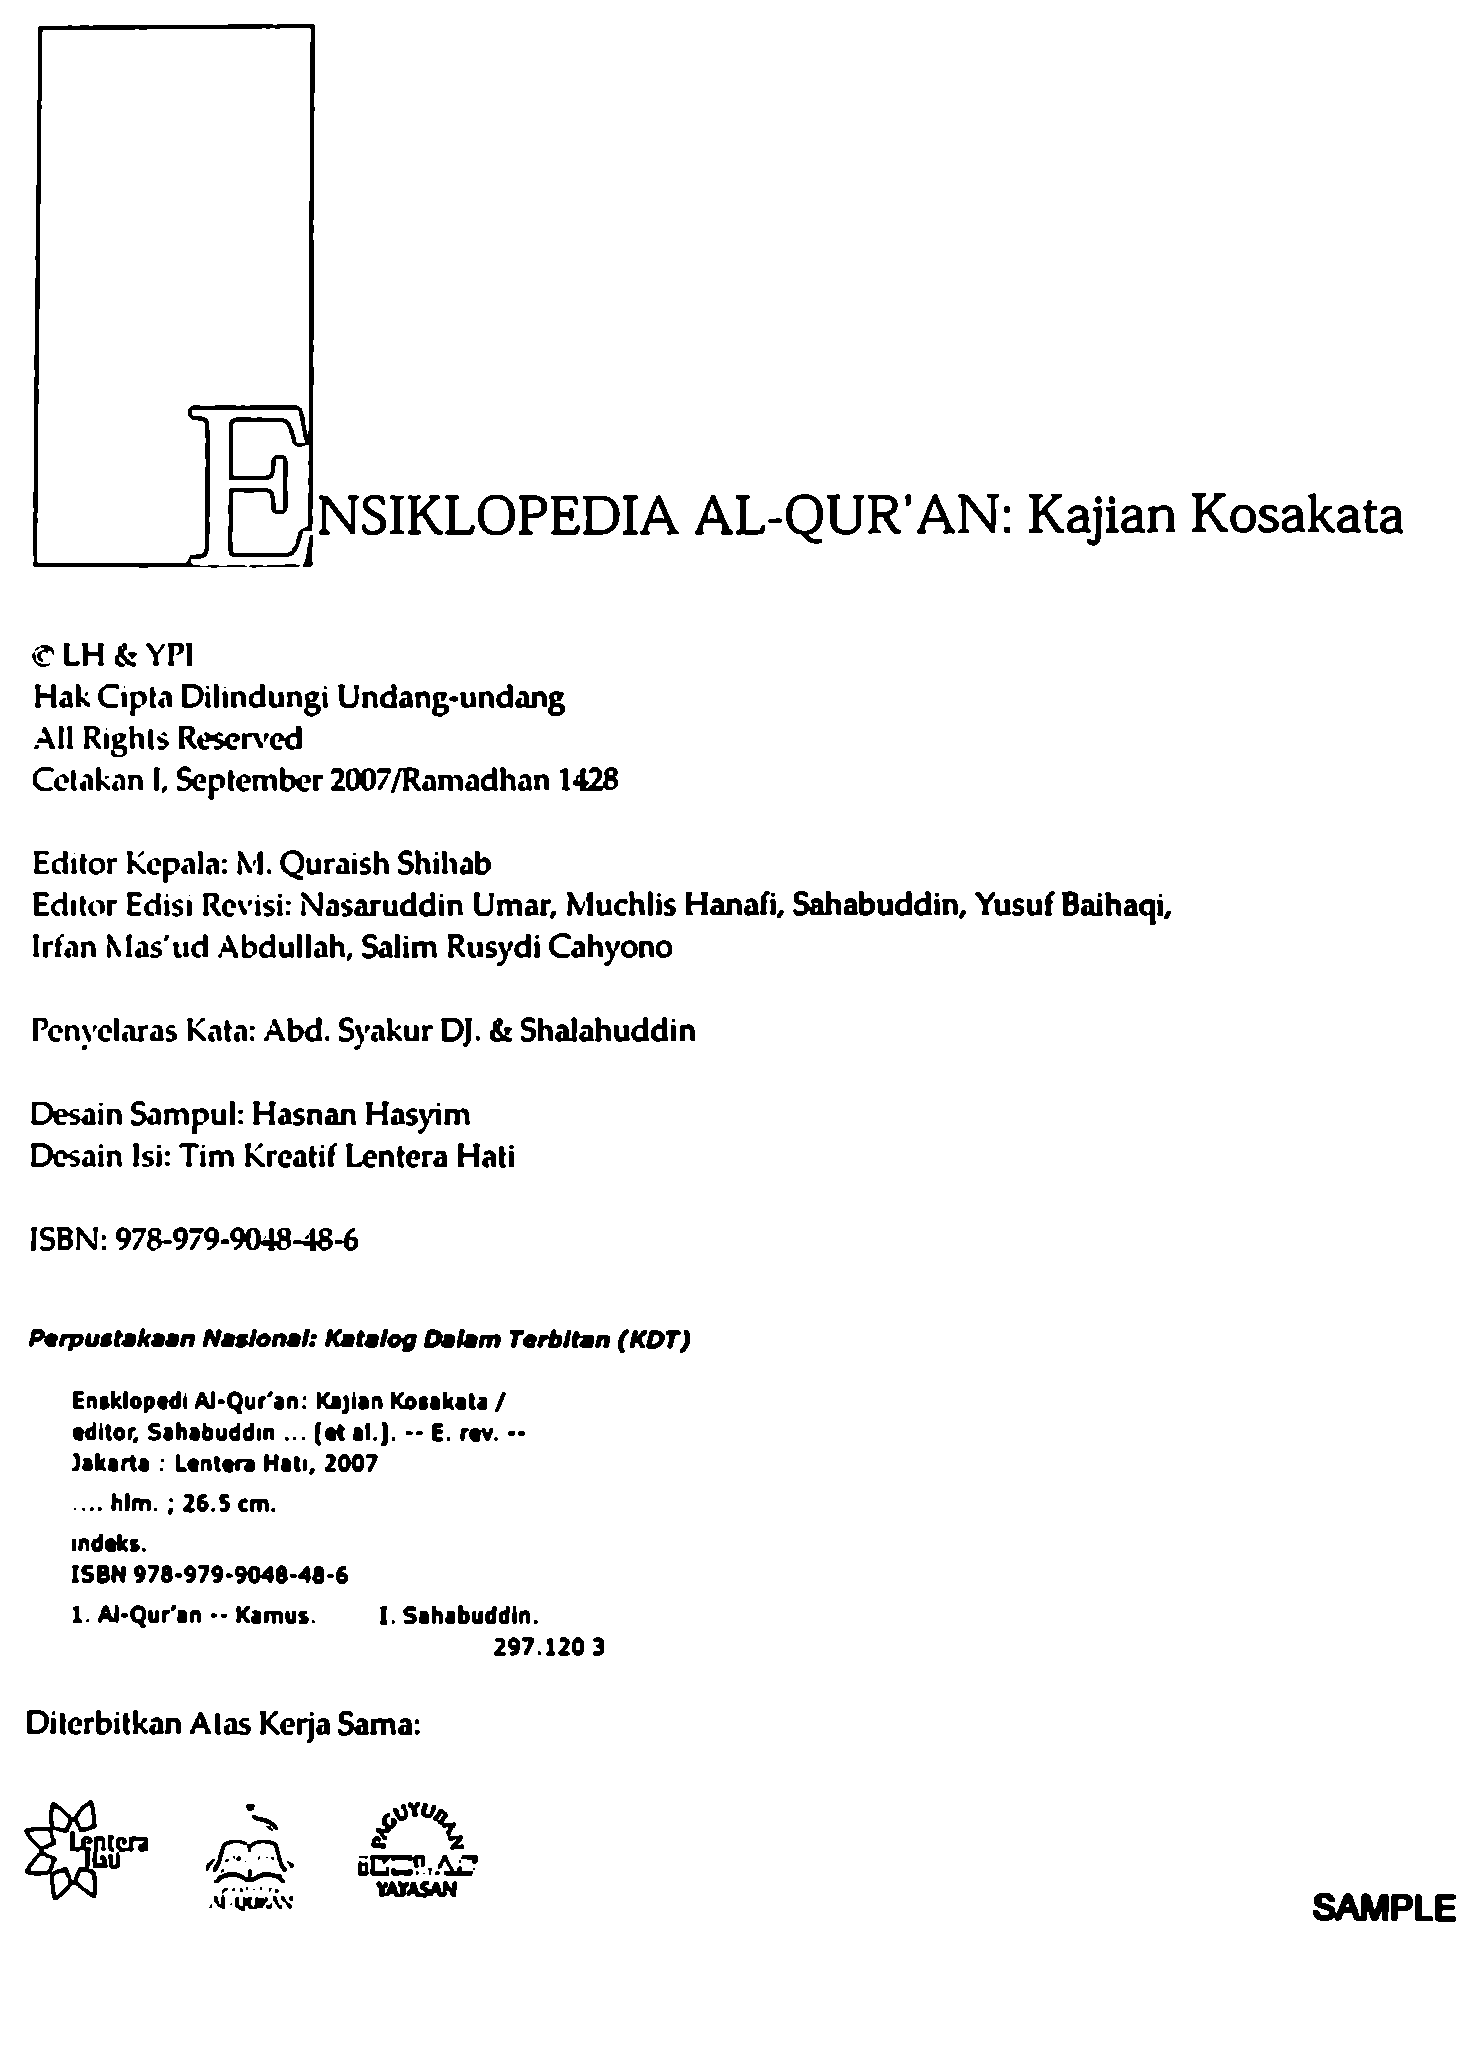 ENSIKLOPEDIA AL-QUR'AN: Kajian Kosakata
© LH & YPI
Hak Cipta Dilindungi Undang-undang
All Rights Reserved
Cetakan I, September 2007/Ramadhan 1428
Editor Kepala: M. Quraish Shihab
Editor Edisi Revisi: Nasaruddin Umar, Muchlis Hanafi, Sahabuddin, Yusuf Baihaqi,
Irfan Mas'ud Abdullah, Salim Rusydi Cahyono
Penyelaras Kata: Abd. Syakur DJ. & Shalahuddin
Desain Sampul: Hasnan Hasyim
Desain Isi: Tim Kreatif Lentera Hati
ISBN: 978-979-9048-48-6
Perpustakaan Nasional: Katalog Dalam Terbitan (KDT)
Ensklopedi Al-Qur'an: Kajian Kosakata /
editor, Sahabuddin ... [et al.]. -- E. rev. --
Jakarta : Lentera Hati, 2007
.... hlm. ; 26.5 cm.
indeks.
ISBN 978-979-9048-48-6
1. Al-Qur'an -- Kamus. I. Sahabuddin.
297.120 3
Diterbitkan Atas Kerja Sama:
Lentera
AL-QUR'AN
PAGUYUBAN
YAYASAN
SAMPLE